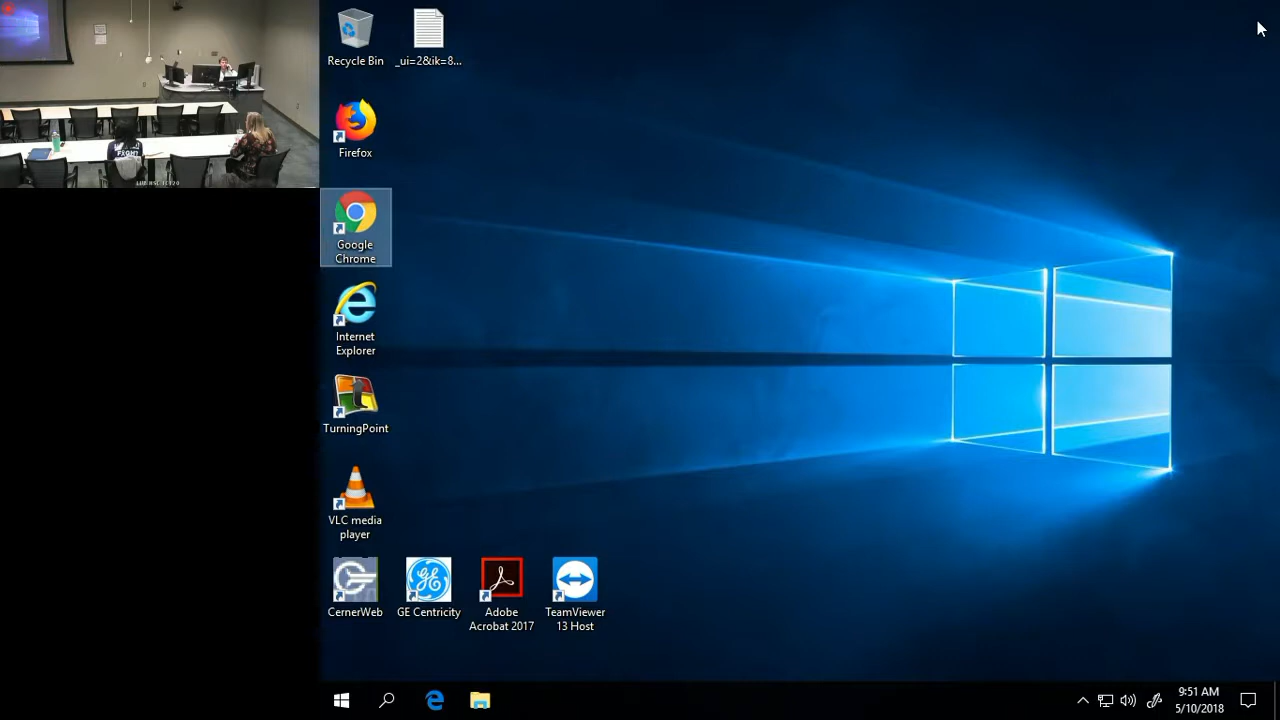 Recycle Bin
_ui=2&ik=8...
Firefox
Google
Chrome
Internet
Explorer
TurningPoint
VLC media
player
CernerWeb
GE Centricity
Adobe
Acrobat 2017
TeamViewer
13 Host
9:51 AM
5/10/2018